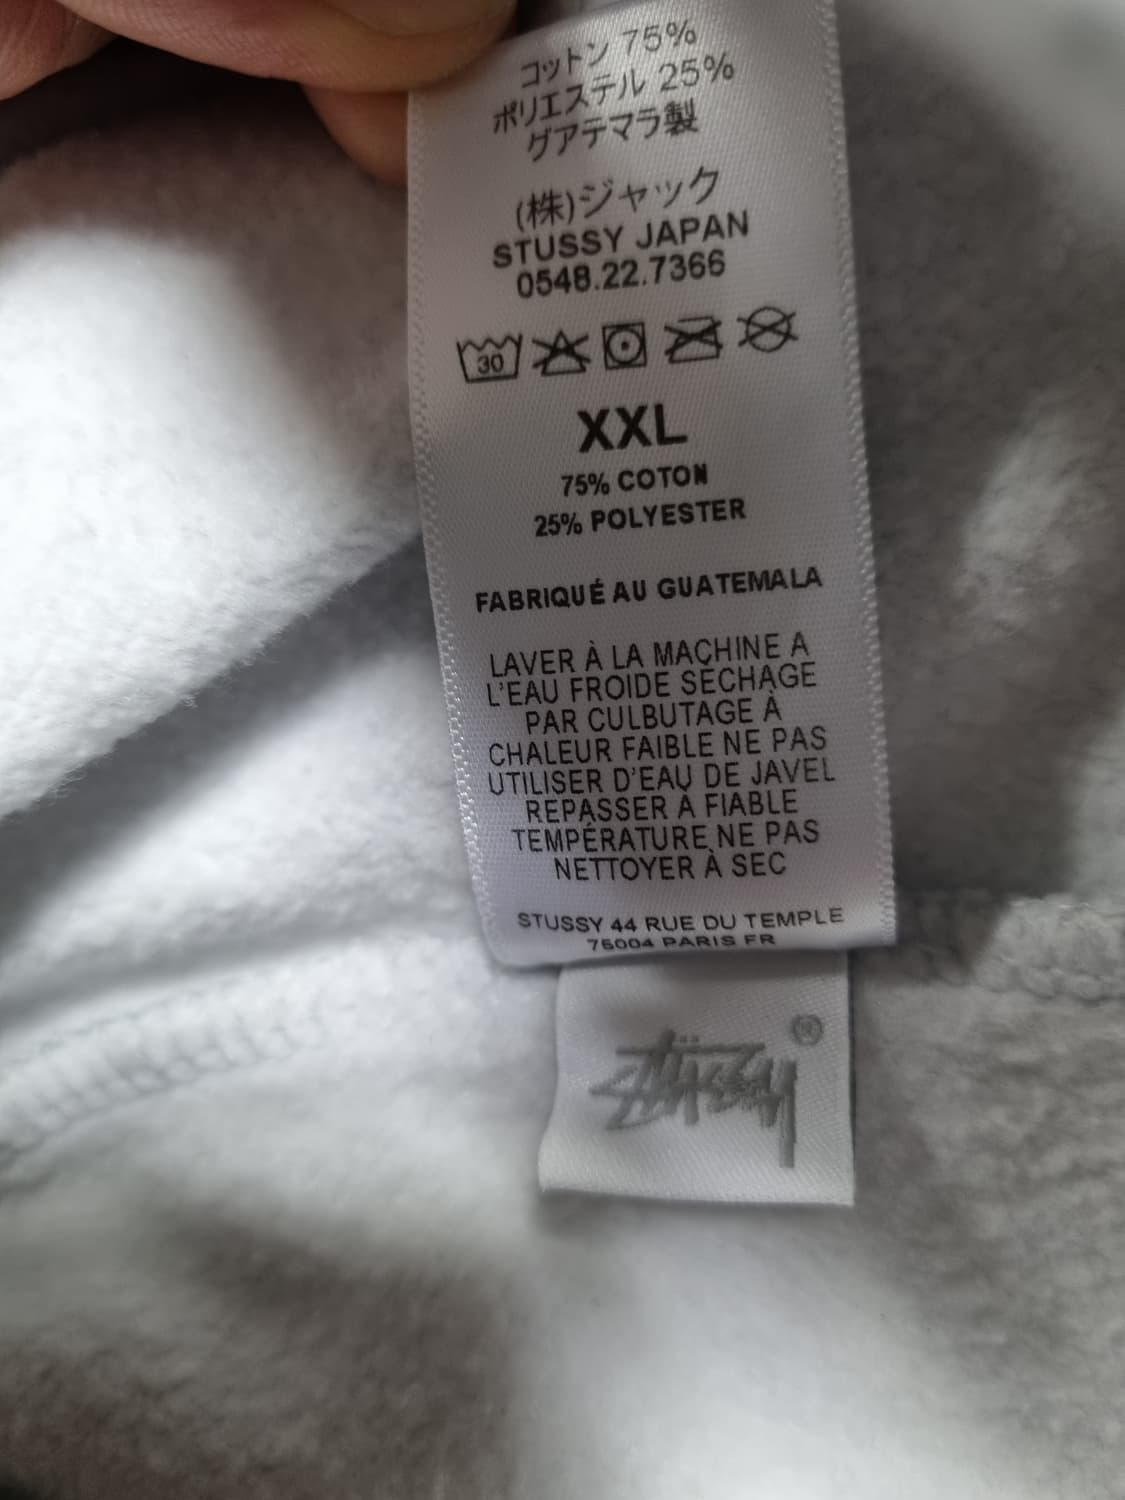 コットン 75%
ポリエステル 25%
グアテマラ製
(株)ジャック
STUSSY JAPAN
0548.22.7366
30
XXL
75% COTON
25% POLYESTER
FABRIQUÉ AU GUATEMALA
LAVER À LA MACHINE A
L'EAU FROIDE SÉCHAGE
PAR CULBUTAGE À
CHALEUR FAIBLE NE PAS
UTILISER D'EAU DE JAVEL
REPASSER À FIABLE
TEMPÉRATURE NE PAS
NETTOYER À SEC
STUSSY 44 RUE DU TEMPLE
75004 PARIS FR
Stüssy ®